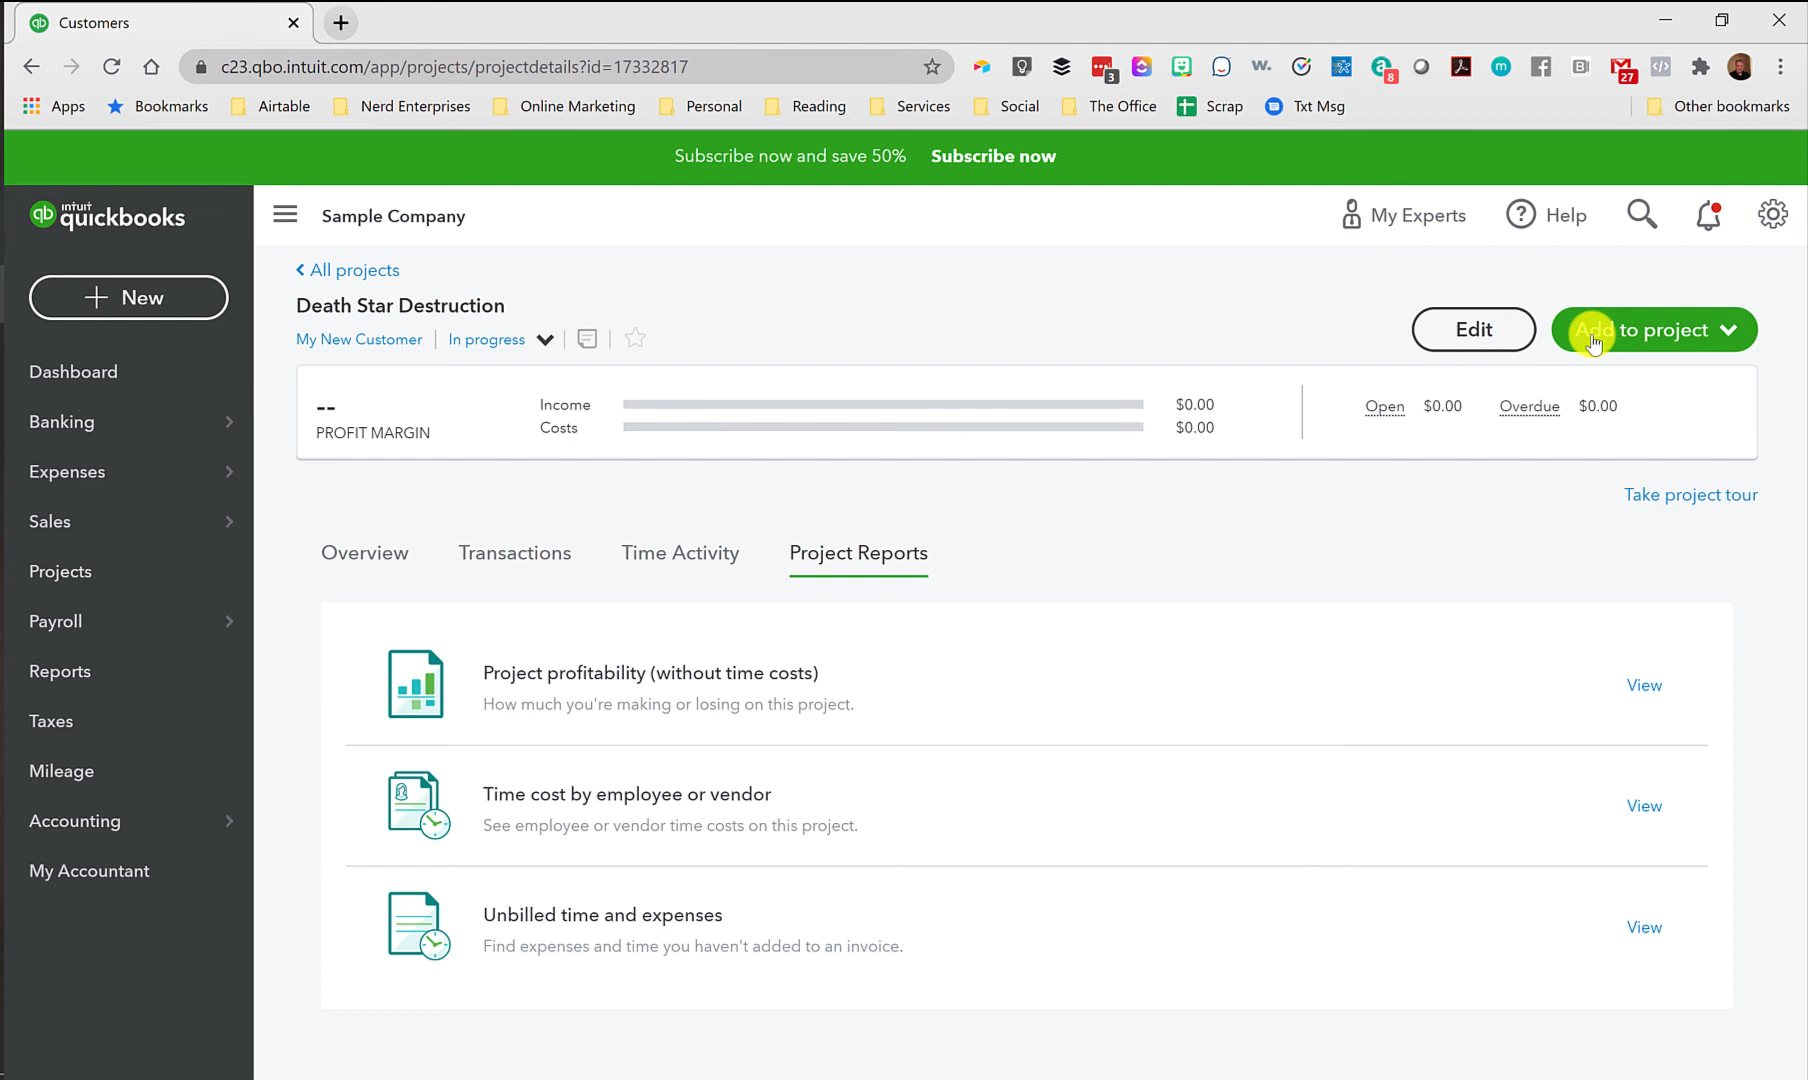 Customers
c23.qbo.intuit.com/app/projects/projectdetails?id=17332817
w.
3
8
27
Apps Bookmarks Airtable Nerd Enterprises Online Marketing Personal Reading Services Social The Office Scrap Txt Msg Other bookmarks
Subscribe now and save 50% Subscribe now
qb intuit quickbooks
Sample Company
My Experts Help
+ New
All projects
Death Star Destruction
My New Customer In progress
Edit Add to project
Dashboard
Banking
Expenses
Sales
Projects
Payroll
Reports
Taxes
Mileage
Accounting
My Accountant
--
PROFIT MARGIN
Income $0.00
Costs $0.00
Open $0.00 Overdue $0.00
Take project tour
Overview Transactions Time Activity Project Reports
Project profitability (without time costs)
How much you're making or losing on this project.
View
Time cost by employee or vendor
See employee or vendor time costs on this project.
View
Unbilled time and expenses
Find expenses and time you haven't added to an invoice.
View